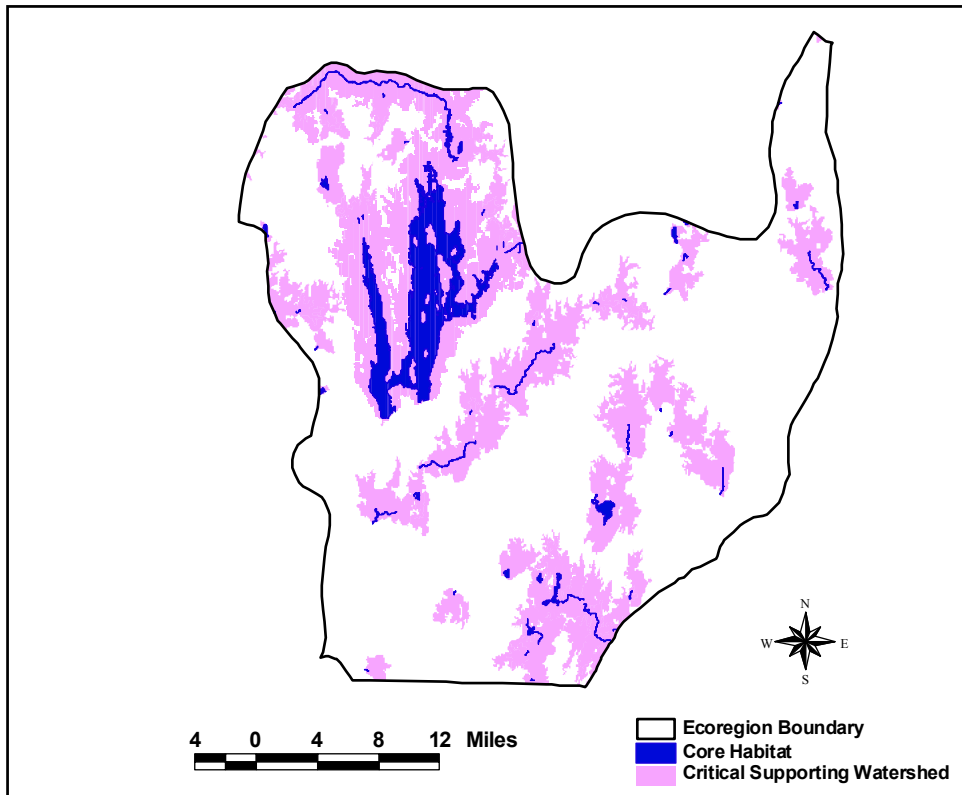 N
W E
S
4 0 4 8 12 Miles
Ecoregion Boundary
Core Habitat
Critical Supporting Watershed